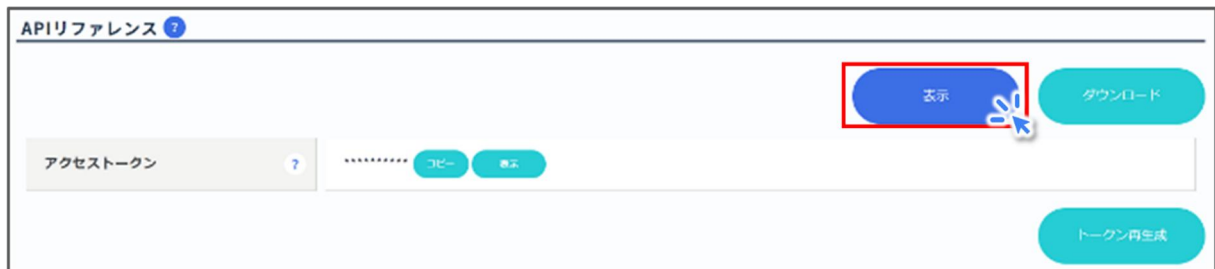 APIリファレンス ?
表示 ダウンロード
アクセストークン ? ********** コピー 表示
トークン再生成